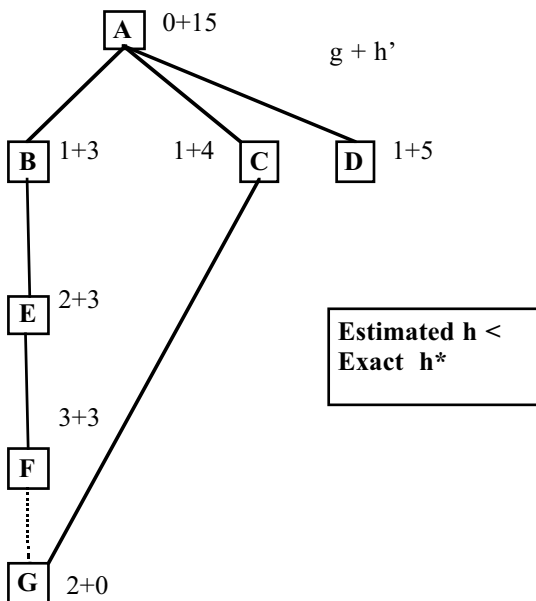 A 0+15
g + h’
B 1+3
1+4 C
D 1+5
E 2+3
Estimated h <
Exact h*
3+3
F
G 2+0